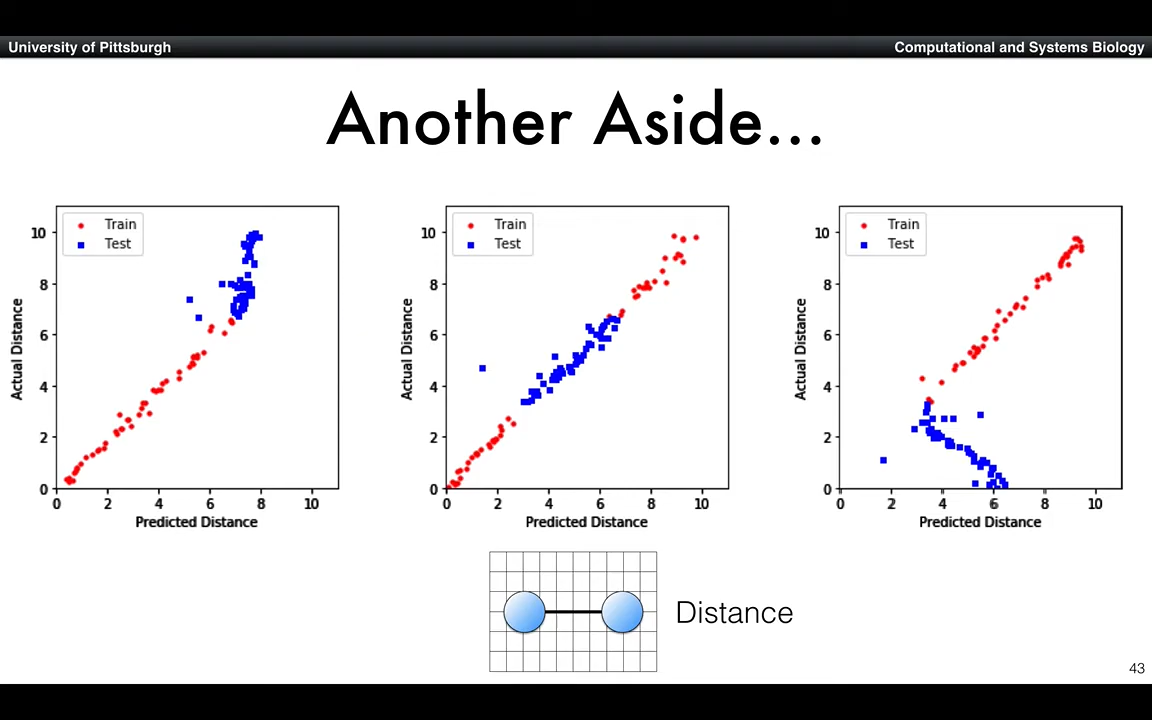 University of Pittsburgh
Computational and Systems Biology
Another Aside...
Train
Test
10
8
6
4
2
0
Actual Distance
0 2 4 6 8 10
Predicted Distance
Train
Test
10
8
6
4
2
0
Actual Distance
0 2 4 6 8 10
Predicted Distance
Train
Test
10
8
6
4
2
0
Actual Distance
0 2 4 6 8 10
Predicted Distance
Distance
43